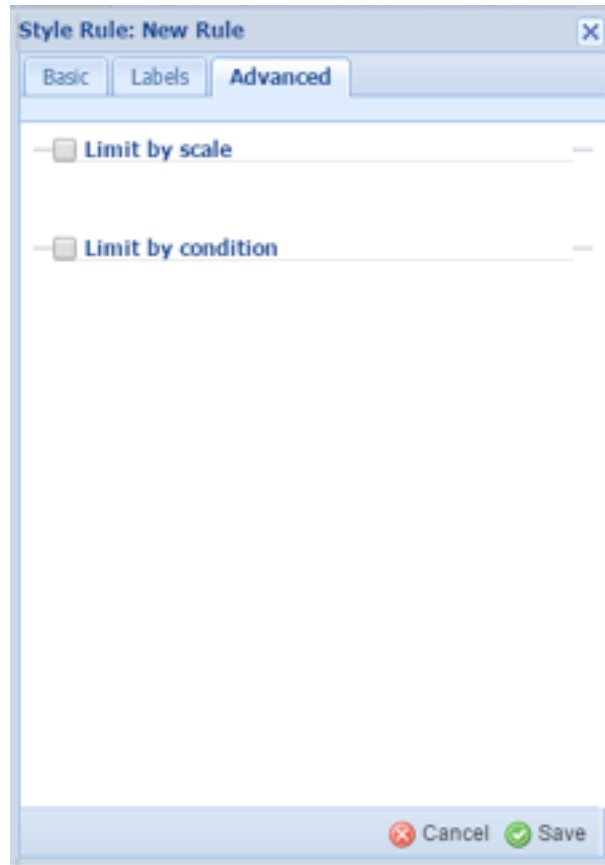 Style Rule: New Rule
Basic Labels Advanced
Limit by scale
Limit by condition
Cancel Save